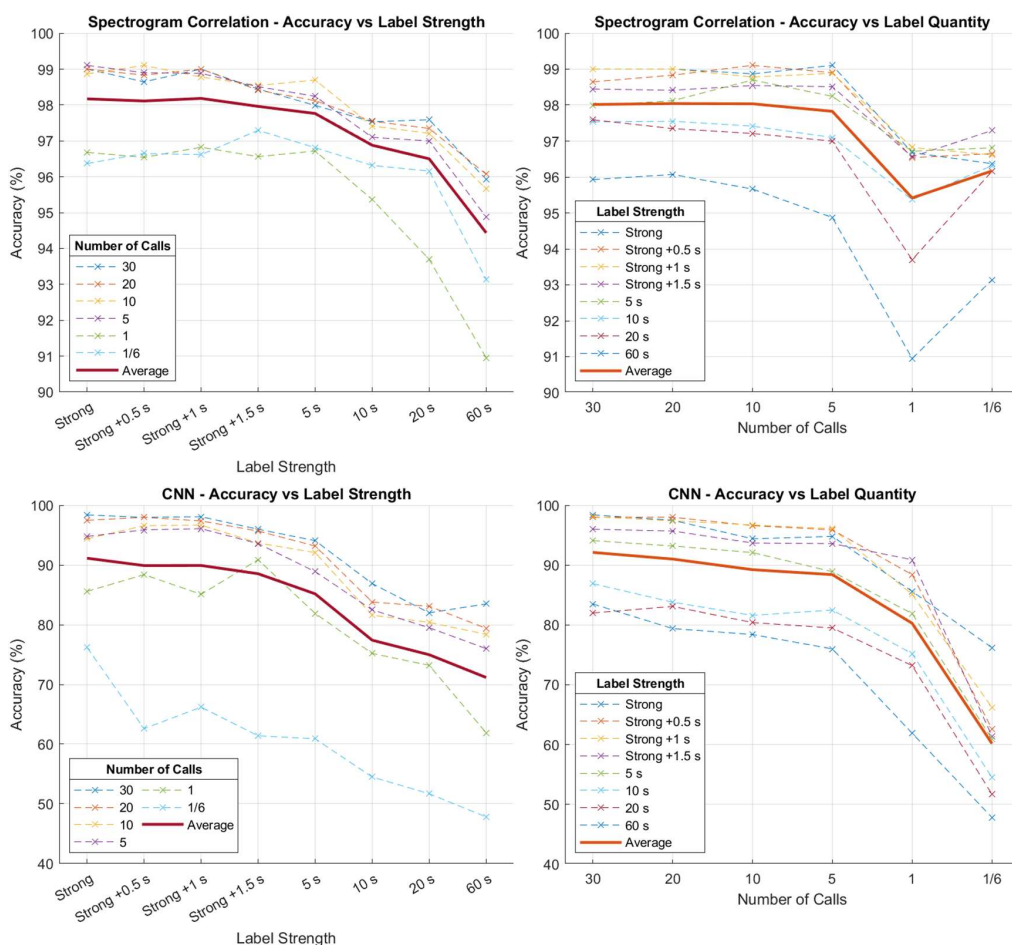 Spectrogram Correlation - Accuracy vs Label Strength
100
99
98
97
96
95
94
93
92
91
90
Accuracy (%)
Number of Calls
30
20
10
5
1
1/6
Average
Strong
Strong +0.5 s
Strong +1 s
Strong +1.5 s
5 s
10 s
20 s
60 s
Label Strength
Spectrogram Correlation - Accuracy vs Label Quantity
100
99
98
97
96
95
94
93
92
91
90
Accuracy (%)
Label Strength
Strong
Strong +0.5 s
Strong +1 s
Strong +1.5 s
5 s
10 s
20 s
60 s
Average
30 20 10 5 1 1/6
Number of Calls
CNN - Accuracy vs Label Strength
100
90
80
70
60
50
40
Accuracy (%)
Number of Calls
30 1
20 1/6
10 Average
5
Strong
Strong +0.5 s
Strong +1 s
Strong +1.5 s
5 s
10 s
20 s
60 s
Label Strength
CNN - Accuracy vs Label Quantity
100
90
80
70
60
50
40
Accuracy (%)
Label Strength
Strong
Strong +0.5 s
Strong +1 s
Strong +1.5 s
5 s
10 s
20 s
60 s
Average
30 20 10 5 1 1/6
Number of Calls